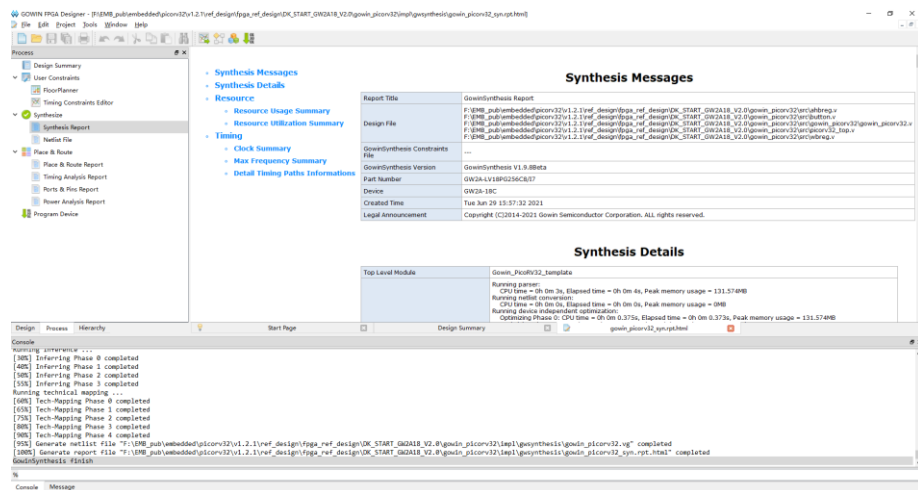 GOWIN FPGA Designer - [F:\EMB_pub\embedded\picorv32\v1.2.1\ref_design\fpga_ref_design\DK_START_GW2A18_V2.0\gowin_picorv32\impl\gwsynthesis\gowin_picorv32_syn.rpt.html]
File Edit Project Tools Window Help
Process
Design Summary
User Constraints
FloorPlanner
Timing Constraints Editor
Synthesize
Synthesis Report
Netlist File
Place & Route
Place & Route Report
Timing Analysis Report
Ports & Pins Report
Power Analysis Report
Program Device
Design Process Hierarchy
Synthesis Messages
Synthesis Details
Resource
Resource Usage Summary
Resource Utilization Summary
Timing
Clock Summary
Max Frequency Summary
Detail Timing Paths Informations
Synthesis Messages
Report Title GowinSynthesis Report
Design File
F:\EMB_pub\embedded\picorv32\v1.2.1\ref_design\fpga_ref_design\DK_START_GW2A18_V2.0\gowin_picorv32\src\ahbreg.v
F:\EMB_pub\embedded\picorv32\v1.2.1\ref_design\fpga_ref_design\DK_START_GW2A18_V2.0\gowin_picorv32\src\button.v
F:\EMB_pub\embedded\picorv32\v1.2.1\ref_design\fpga_ref_design\DK_START_GW2A18_V2.0\gowin_picorv32\src\gowin_picorv32\gowin_picorv32.v
F:\EMB_pub\embedded\picorv32\v1.2.1\ref_design\fpga_ref_design\DK_START_GW2A18_V2.0\gowin_picorv32\src\picorv32_top.v
F:\EMB_pub\embedded\picorv32\v1.2.1\ref_design\fpga_ref_design\DK_START_GW2A18_V2.0\gowin_picorv32\src\wbreg.v
GowinSynthesis Constraints File ---
GowinSynthesis Version GowinSynthesis V1.9.8Beta
Part Number GW2A-LV18PG256C8/I7
Device GW2A-18C
Created Time Tue Jun 29 15:57:32 2021
Legal Announcement Copyright (C)2014-2021 Gowin Semiconductor Corporation. ALL rights reserved.
Synthesis Details
Top Level Module Gowin_PicoRV32_template
Running parser:
CPU time = 0h 0m 3s, Elapsed time = 0h 0m 4s, Peak memory usage = 131.574MB
Running netlist conversion:
CPU time = 0h 0m 0s, Elapsed time = 0h 0m 0s, Peak memory usage = 0MB
Running device independent optimization:
Optimizing Phase 0: CPU time = 0h 0m 0.375s, Elapsed time = 0h 0m 0.373s, Peak memory usage = 131.574MB
Start Page Design Summary gowin_picorv32_syn.rpt.html
Console
Running inference ...
[30%] Inferring Phase 0 completed
[40%] Inferring Phase 1 completed
[50%] Inferring Phase 2 completed
[55%] Inferring Phase 3 completed
Running technical mapping ...
[60%] Tech-Mapping Phase 0 completed
[65%] Tech-Mapping Phase 1 completed
[75%] Tech-Mapping Phase 2 completed
[80%] Tech-Mapping Phase 3 completed
[90%] Tech-Mapping Phase 4 completed
[95%] Generate netlist file "F:\EMB_pub\embedded\picorv32\v1.2.1\ref_design\fpga_ref_design\DK_START_GW2A18_V2.0\gowin_picorv32\impl\gwsynthesis\gowin_picorv32.vg" completed
[100%] Generate report file "F:\EMB_pub\embedded\picorv32\v1.2.1\ref_design\fpga_ref_design\DK_START_GW2A18_V2.0\gowin_picorv32\impl\gwsynthesis\gowin_picorv32_syn.rpt.html" completed
GowinSynthesis finish
%
Console Message